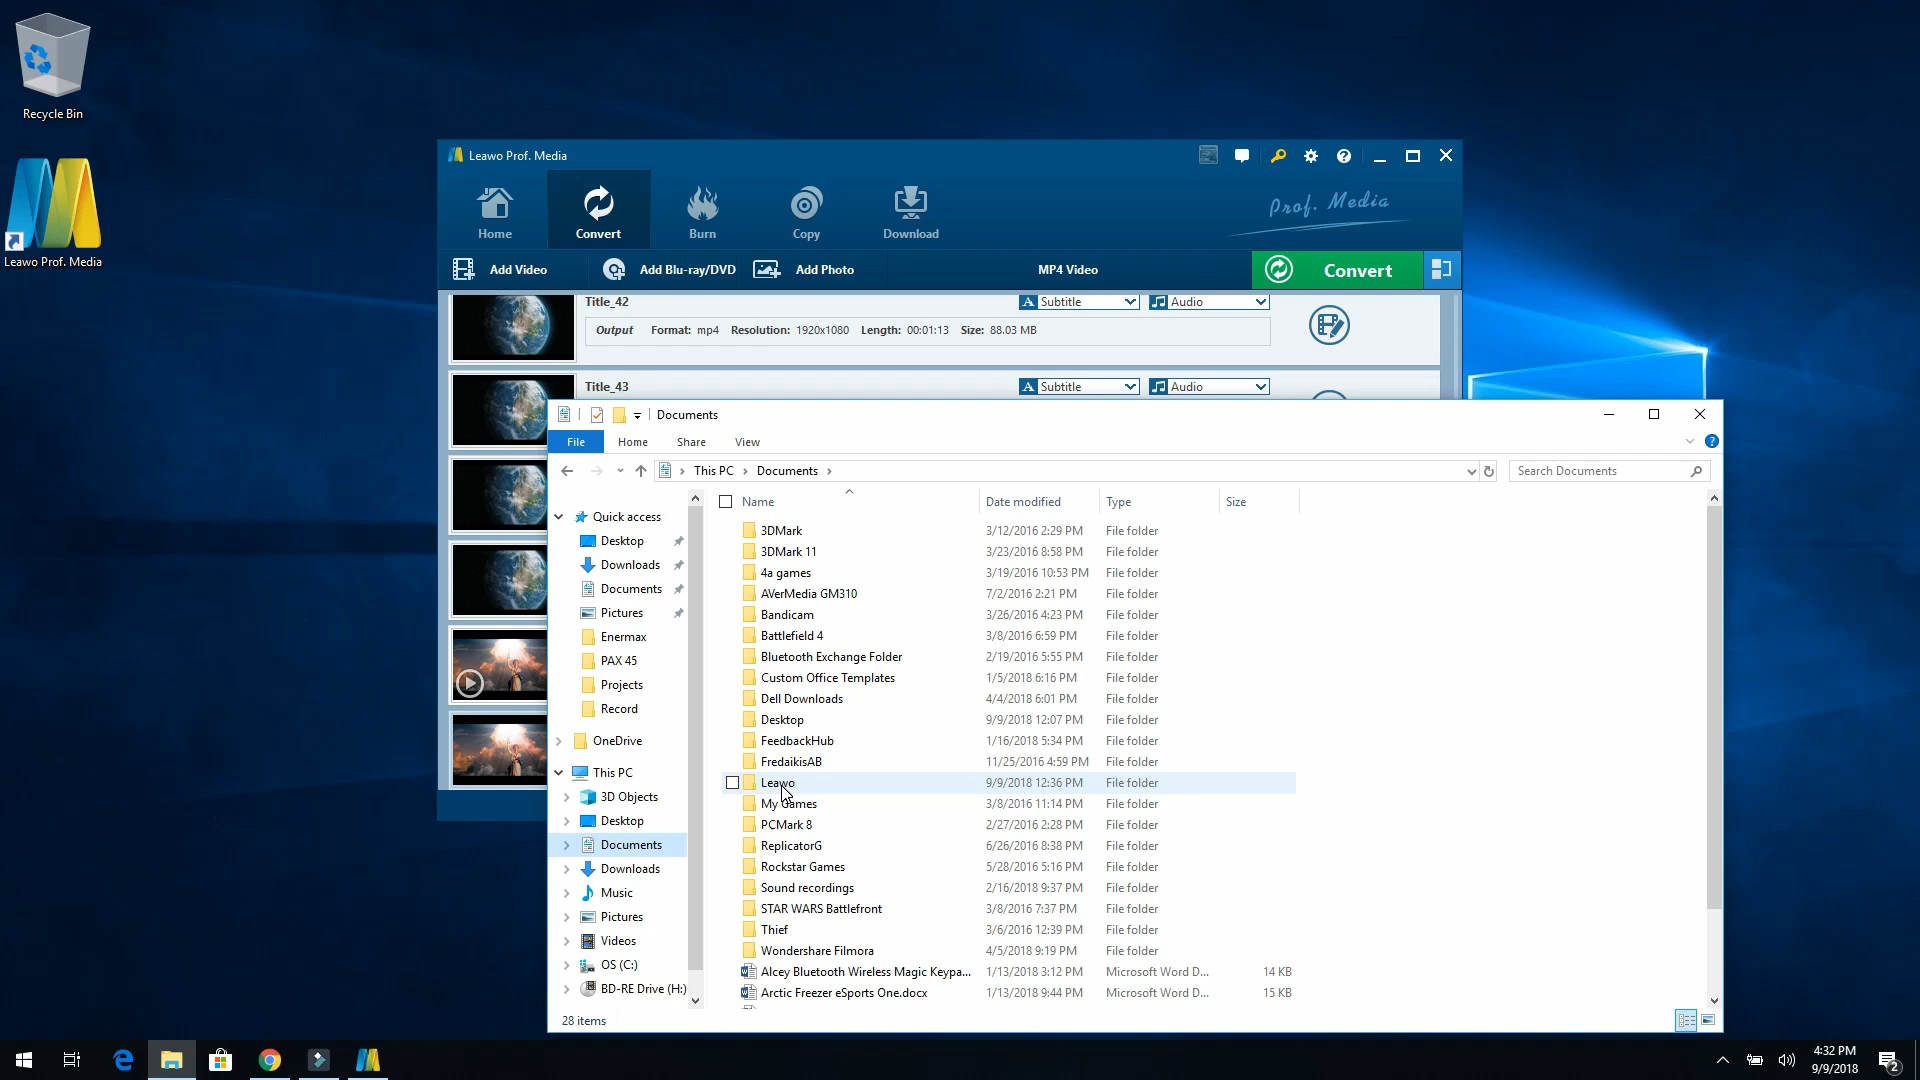 Recycle Bin
Leawo Prof. Media
Leawo Prof. Media
Home
Convert
Burn
Copy
Download
Prof. Media
Add Video
Add Blu-ray/DVD
Add Photo
MP4 Video
Convert
Title_42
A Subtitle
Audio
Output Format: mp4 Resolution: 1920x1080 Length: 00:01:13 Size: 88.03 MB
Title_43
A Subtitle
Audio
Documents
File Home Share View
This PC > Documents >
Search Documents
Quick access
Desktop
Downloads
Documents
Pictures
Enermax
PAX 45
Projects
Record
OneDrive
This PC
3D Objects
Desktop
Documents
Downloads
Music
Pictures
Videos
OS (C:)
BD-RE Drive (H:)
Name Date modified Type Size
3DMark 3/12/2016 2:29 PM File folder
3DMark 11 3/23/2016 8:58 PM File folder
4a games 3/19/2016 10:53 PM File folder
AVerMedia GM310 7/2/2016 2:21 PM File folder
Bandicam 3/26/2016 4:23 PM File folder
Battlefield 4 3/8/2016 6:59 PM File folder
Bluetooth Exchange Folder 2/19/2016 5:55 PM File folder
Custom Office Templates 1/5/2018 6:16 PM File folder
Dell Downloads 4/4/2018 6:01 PM File folder
Desktop 9/9/2018 12:07 PM File folder
FeedbackHub 1/16/2018 5:34 PM File folder
FredaikisAB 11/25/2016 4:59 PM File folder
Leawo 9/9/2018 12:36 PM File folder
My Games 3/8/2016 11:14 PM File folder
PCMark 8 2/27/2016 2:28 PM File folder
ReplicatorG 6/26/2016 8:38 PM File folder
Rockstar Games 5/28/2016 5:16 PM File folder
Sound recordings 2/16/2018 9:37 PM File folder
STAR WARS Battlefront 3/8/2016 7:37 PM File folder
Thief 3/6/2016 12:39 PM File folder
Wondershare Filmora 4/5/2018 9:19 PM File folder
Alcey Bluetooth Wireless Magic Keypa... 1/13/2018 3:12 PM Microsoft Word D... 14 KB
Arctic Freezer eSports One.docx 1/13/2018 9:44 PM Microsoft Word D... 15 KB
28 items
4:32 PM
9/9/2018
2